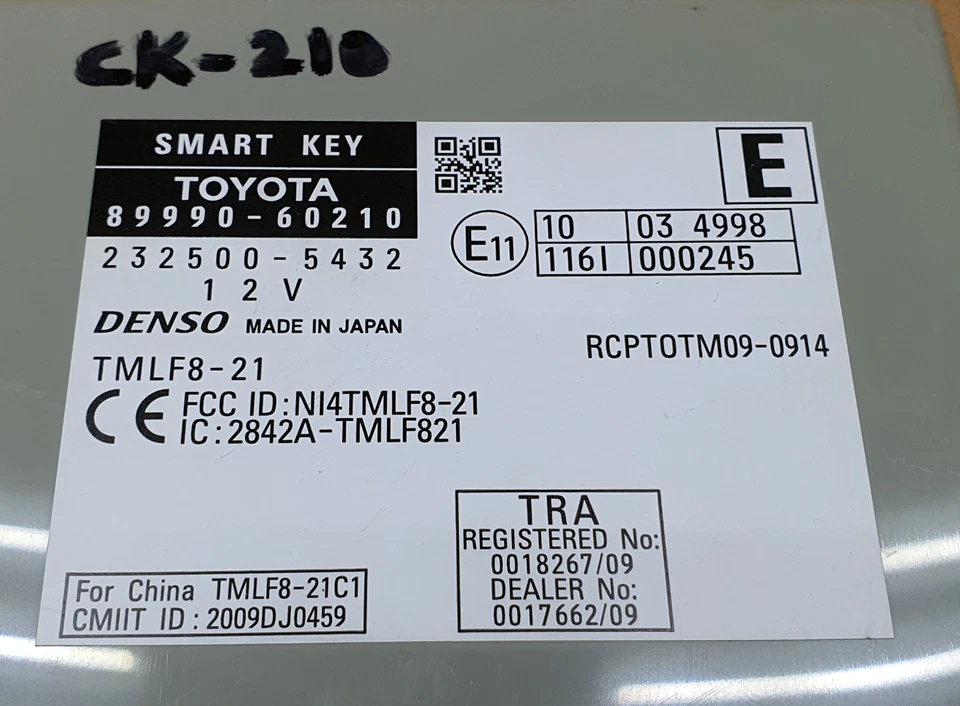 CK-210
SMART KEY
TOYOTA
89990-60210
232500-5432
12V
DENSO MADE IN JAPAN
TMLF8-21
CE FCC ID:NI4TMLF8-21
IC:2842A-TMLF821
E
E11
10 03 4998
116I 000245
RCPTOTM09-0914
TRA
REGISTERED No:
0018267/09
DEALER No:
0017662/09
For China TMLF8-21C1
CMIIT ID:2009DJ0459